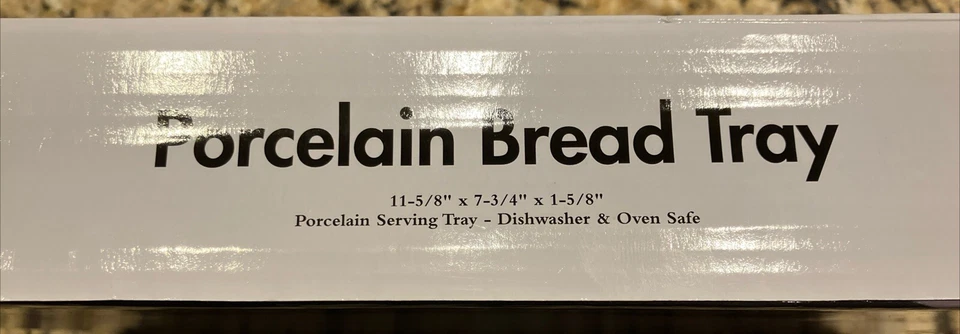 Porcelain Bread Tray
11-5/8" x 7-3/4" x 1-5/8"
Porcelain Serving Tray - Dishwasher & Oven Safe